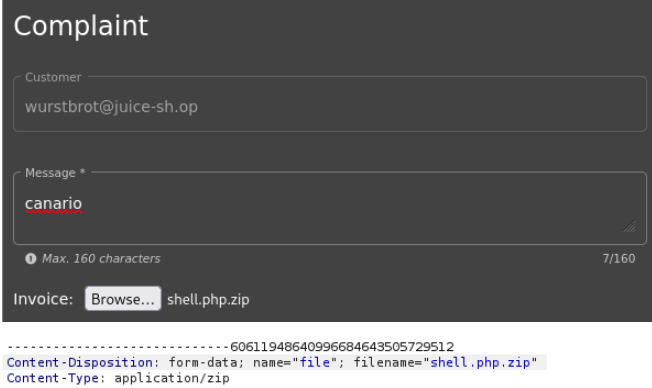 Complaint
Customer
wurstbrot@juice-sh.op
Message *
canario
Max. 160 characters 7/160
Invoice: Browse... shell.php.zip
-----------------------------60611948640996684643505729512
Content-Disposition: form-data; name="file"; filename="shell.php.zip"
Content-Type: application/zip